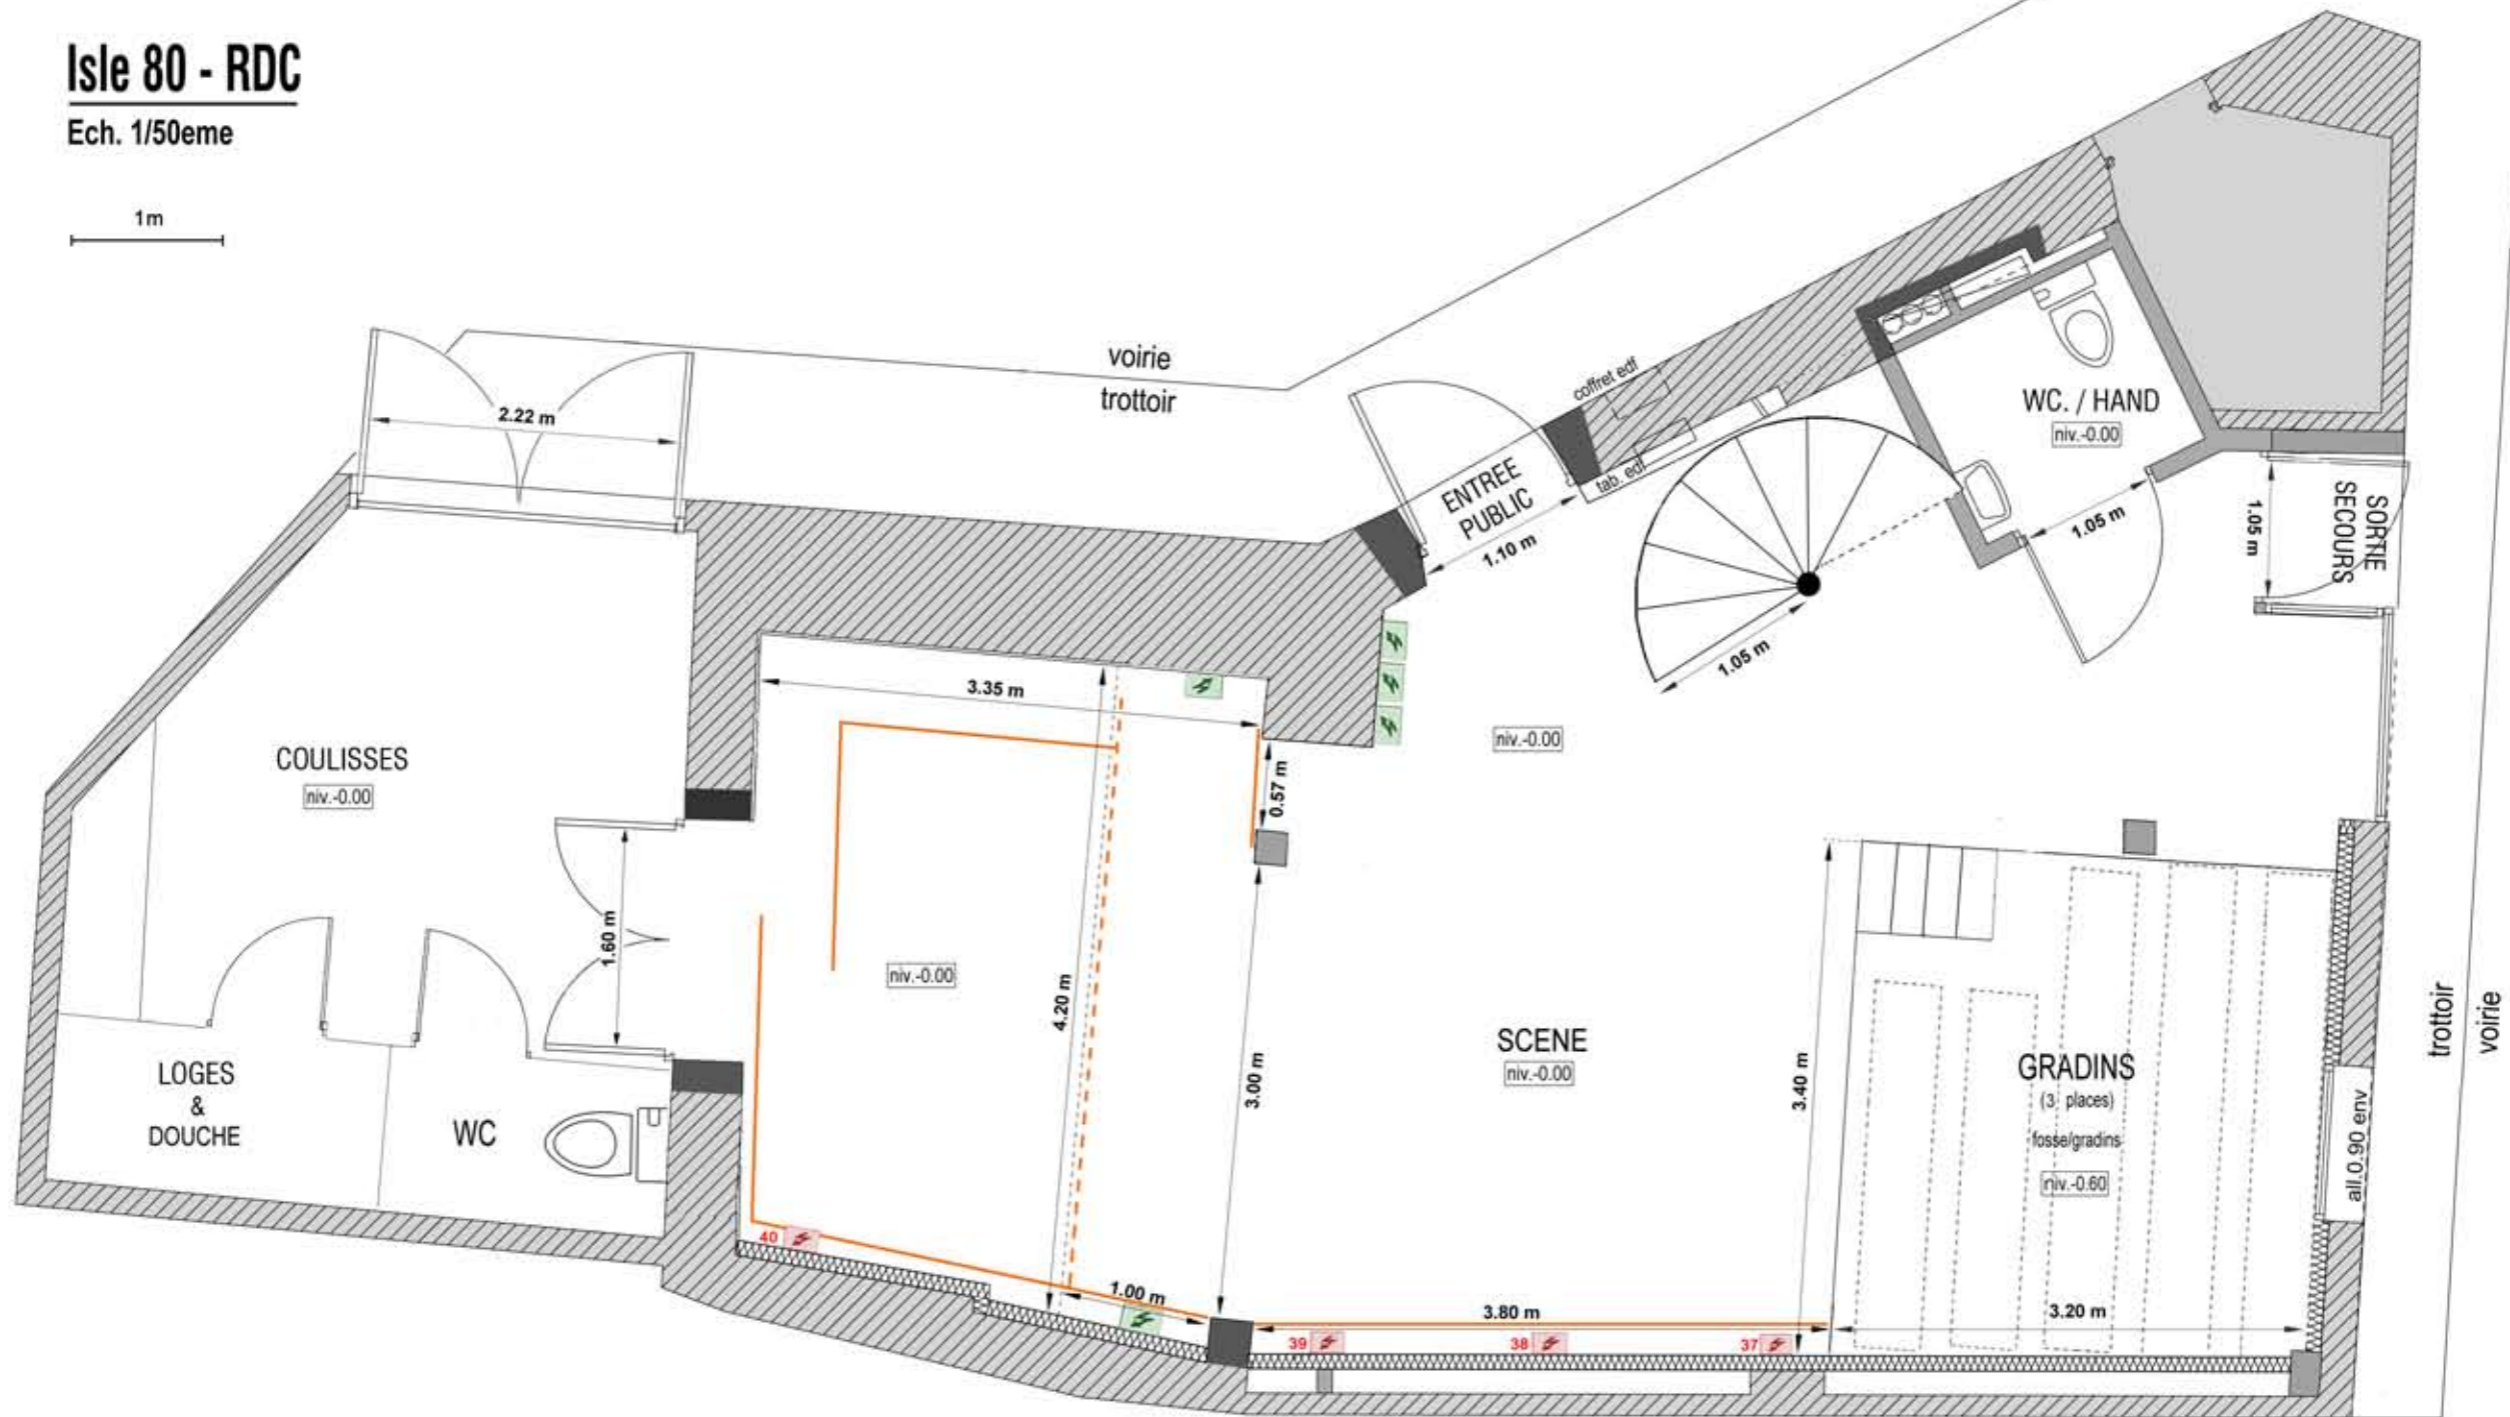 Isle 80 - RDC
Ech. 1/50eme
1m
voirie
trottoir
2.22 m
coffret edf
tab. edf
ENTREE
PUBLIC
1.10 m
WC. / HAND
niv.-0.00
1.05 m
SORTIE
SECOURS
1.05 m
1.05 m
3.35 m
niv.-0.00
COULISSES
niv.-0.00
0.57 m
1.60 m
niv.-0.00
4.20 m
3.00 m
SCENE
niv.-0.00
3.40 m
GRADINS
(3 places)
fosse/gradins
niv.-0.60
all.0.90 env
trottoir
voirie
LOGES
&
DOUCHE
WC
40
1.00 m
3.80 m
3.20 m
39
38
37